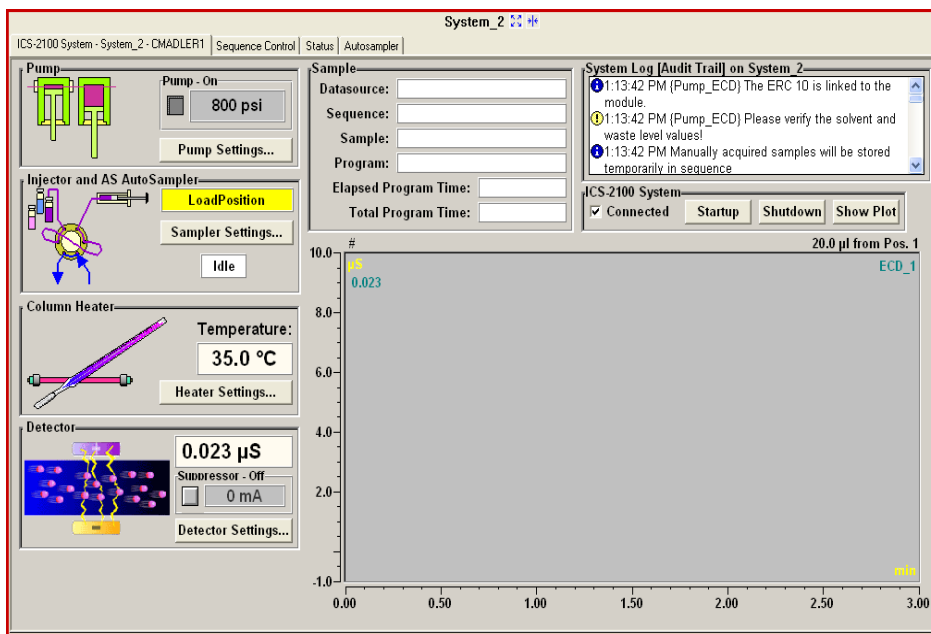 System_2
ICS-2100 System - System_2 - CMADLER1
Sequence Control
Status
Autosampler
Pump
Pump - On
800 psi
Pump Settings...
Injector and AS AutoSampler
LoadPosition
Sampler Settings...
Idle
Column Heater
Temperature:
35.0 °C
Heater Settings...
Detector
0.023 µS
Suppressor - Off
0 mA
Detector Settings...
Sample
Datasource:
Sequence:
Sample:
Program:
Elapsed Program Time:
Total Program Time:
System Log [Audit Trail] on System_2
1:13:42 PM {Pump_ECD} The ERC 10 is linked to the
module.
1:13:42 PM {Pump_ECD} Please verify the solvent and
waste level values!
1:13:42 PM Manually acquired samples will be stored
temporarily in sequence
ICS-2100 System
Connected
Startup
Shutdown
Show Plot
#
20.0 µl from Pos. 1
µS
ECD_1
0.023
10.0
8.0
6.0
4.0
2.0
-1.0
min
0.00 0.50 1.00 1.50 2.00 2.50 3.00